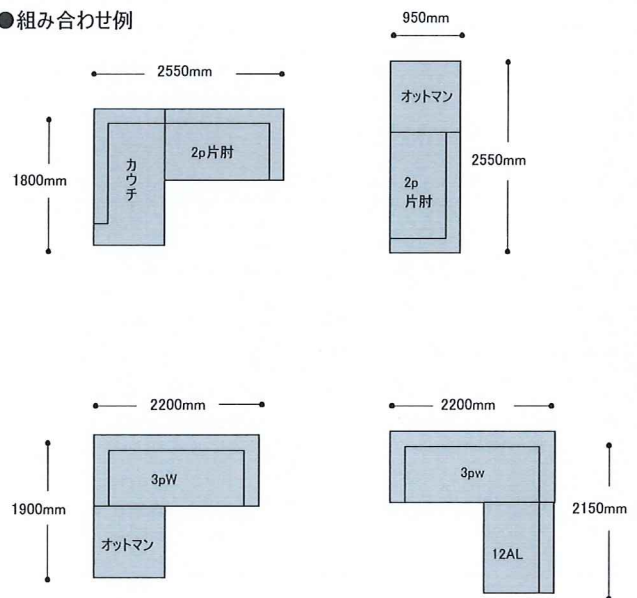 ●組み合わせ例
2550mm
1800mm
カウチ
2p片肘
950mm
オットマン
2p
片肘
2550mm
2200mm
1900mm
3pW
オットマン
2200mm
3pw
12AL
2150mm